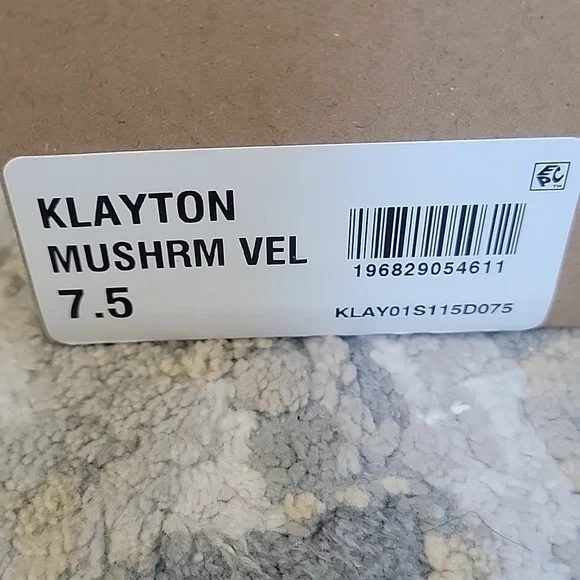 KLAYTON
MUSHRM VEL
7.5
196829054611
KLAY01S115D075